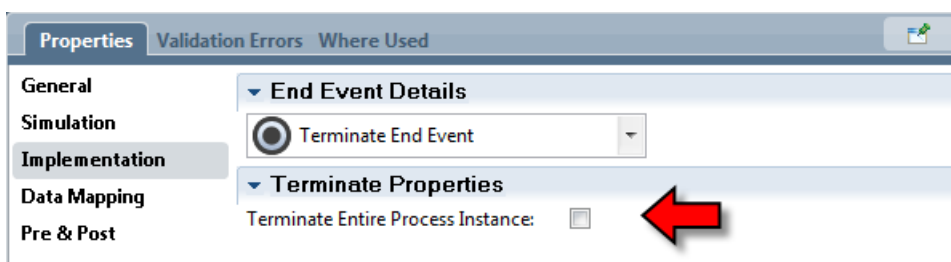 Properties Validation Errors Where Used
General
Simulation
Implementation
Data Mapping
Pre & Post
End Event Details
Terminate End Event
Terminate Properties
Terminate Entire Process Instance: